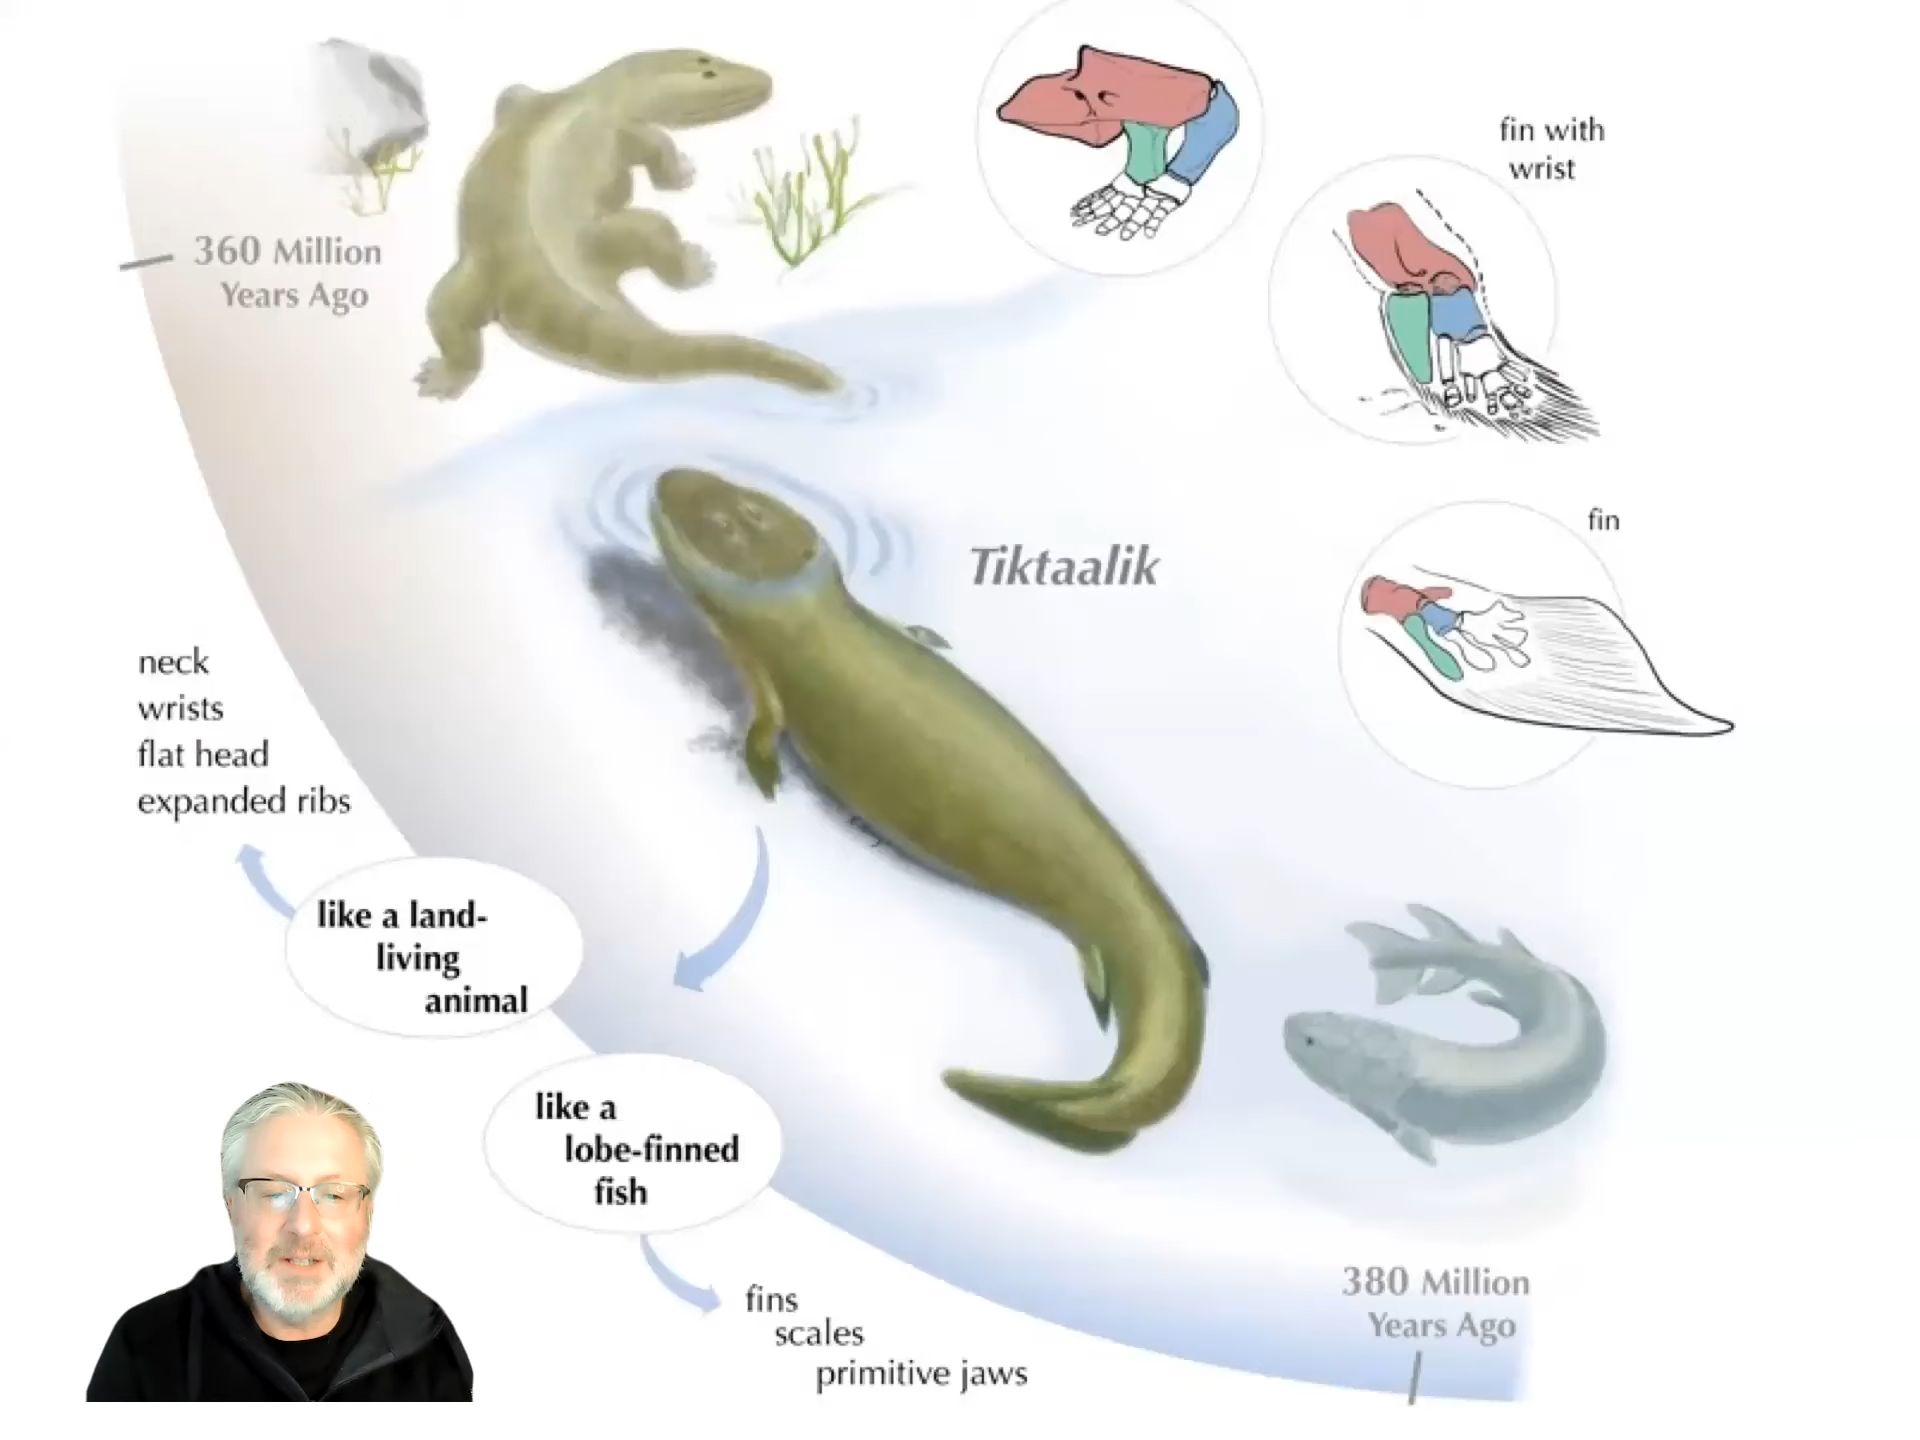 fin with
wrist
360 Million
Years Ago
fin
Tiktaalik
neck
wrists
flat head
expanded ribs
like a land-
living
animal
like a
lobe-finned
fish
fins
scales
primitive jaws
380 Million
Years Ago